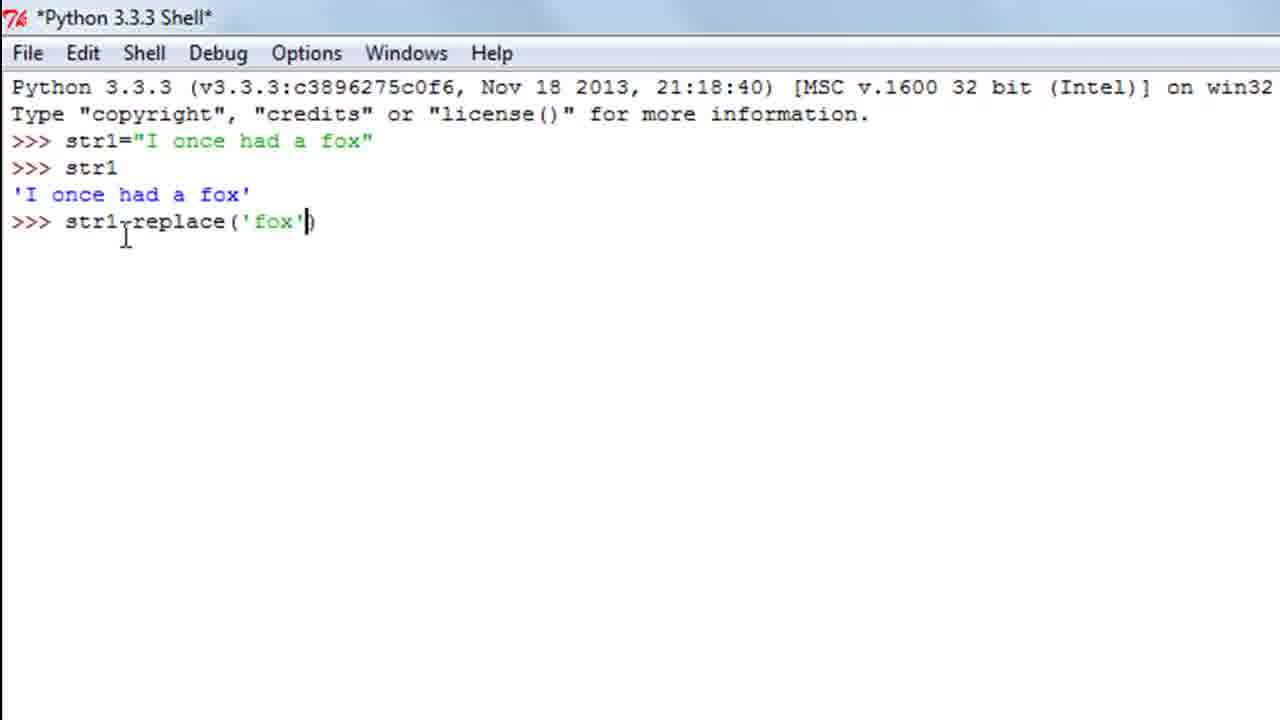 *Python 3.3.3 Shell*
File Edit Shell Debug Options Windows Help
Python 3.3.3 (v3.3.3:c3896275c0f6, Nov 18 2013, 21:18:40) [MSC v.1600 32 bit (Intel)] on win32
Type "copyright", "credits" or "license()" for more information.
>>> str1="I once had a fox"
>>> str1
'I once had a fox'
>>> str1.replace('fox')